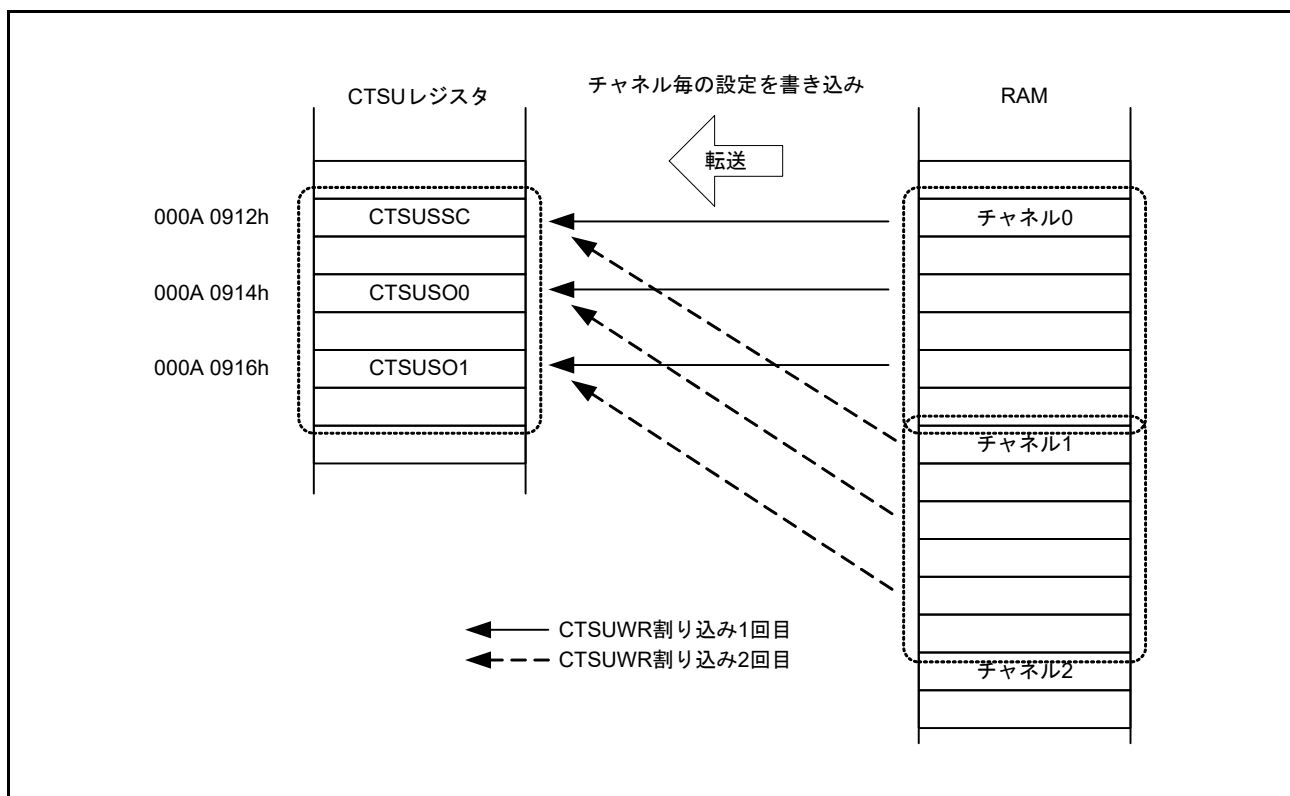 チャネル毎の設定を書き込み
CTSUレジスタ
RAM
転送
000A 0912h
CTSUSSC
チャネル0
000A 0914h
CTSUSO0
000A 0916h
CTSUSO1
チャネル1
CTSUWR割り込み1回目
CTSUWR割り込み2回目
チャネル2